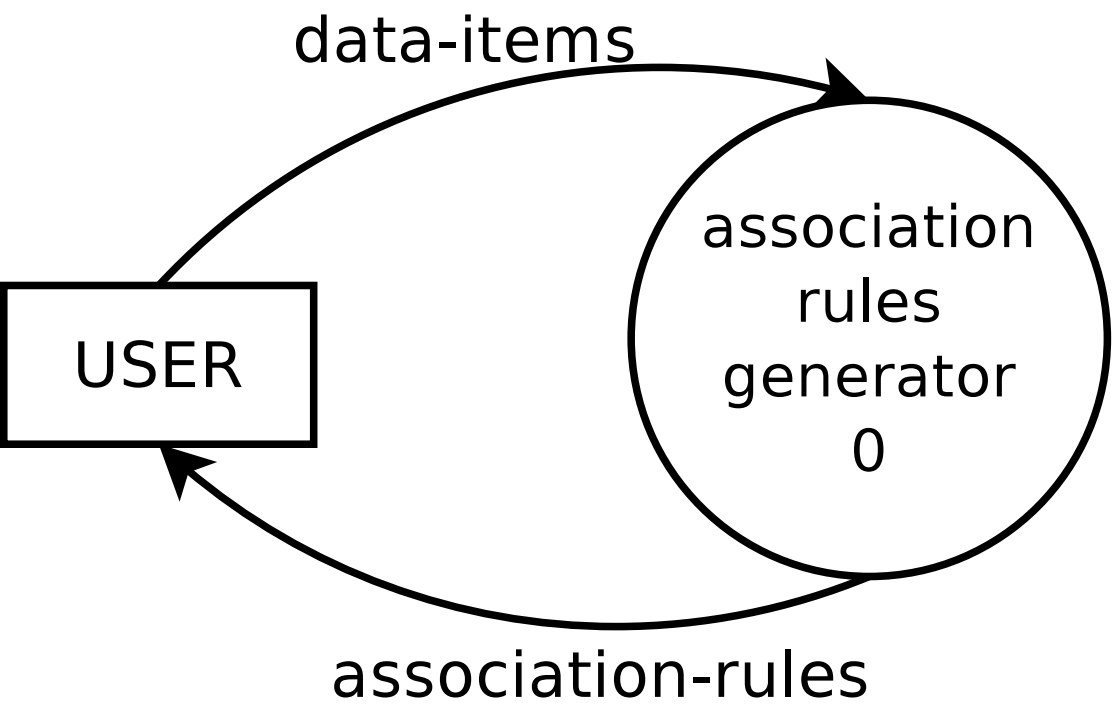 data-items
association
rules
generator
0
USER
association-rules